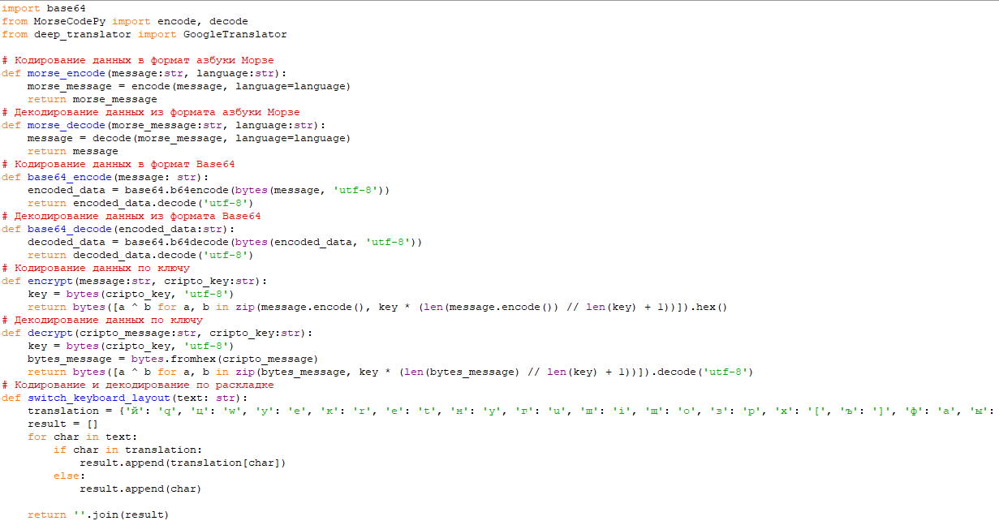 import base64
from MorseCodePy import encode, decode
from deep_translator import GoogleTranslator

# Кодирование данных в формат азбуки Морзе
def morse_encode(message:str, language:str):
    morse_message = encode(message, language=language)
    return morse_message
# Декодирование данных из формата азбуки Морзе
def morse_decode(morse_message:str, language:str):
    message = decode(morse_message, language=language)
    return message
# Кодирование данных в формат Base64
def base64_encode(message: str):
    encoded_data = base64.b64encode(bytes(message, 'utf-8'))
    return encoded_data.decode('utf-8')
# Декодирование данных из формата Base64
def base64_decode(encoded_data:str):
    decoded_data = base64.b64decode(bytes(encoded_data, 'utf-8'))
    return decoded_data.decode('utf-8')
# Кодирование данных по ключу
def encrypt(message:str, cripto_key:str):
    key = bytes(cripto_key, 'utf-8')
    return bytes([a ^ b for a, b in zip(message.encode(), key * (len(message.encode()) // len(key) + 1))]).hex()
# Декодирование данных по ключу
def decrypt(cripto_message:str, cripto_key:str):
    key = bytes(cripto_key, 'utf-8')
    bytes_message = bytes.fromhex(cripto_message)
    return bytes([a ^ b for a, b in zip(bytes_message, key * (len(bytes_message) // len(key) + 1))]).decode('utf-8')
# Кодирование и декодирование по раскладке
def switch_keyboard_layout(text: str):
    translation = {'й': 'q', 'ц': 'w', 'у': 'e', 'к': 'r', 'е': 't', 'н': 'y', 'г': 'u', 'ш': 'i', 'щ': 'o', 'з': 'p', 'х': '[', 'ъ': ']', 'ф': 'a', 'ы':
    result = []
    for char in text:
        if char in translation:
            result.append(translation[char])
        else:
            result.append(char)

    return ''.join(result)